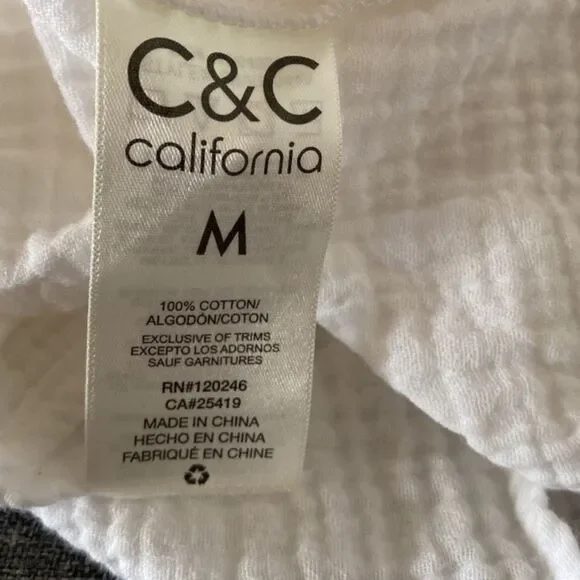 C&C
california
M
100% COTTON/
ALGODÓN/COTON
EXCLUSIVE OF TRIMS
EXCEPTO LOS ADORNOS
SAUF GARNITURES
RN#120246
CA#25419
MADE IN CHINA
HECHO EN CHINA
FABRIQUÉ EN CHINE